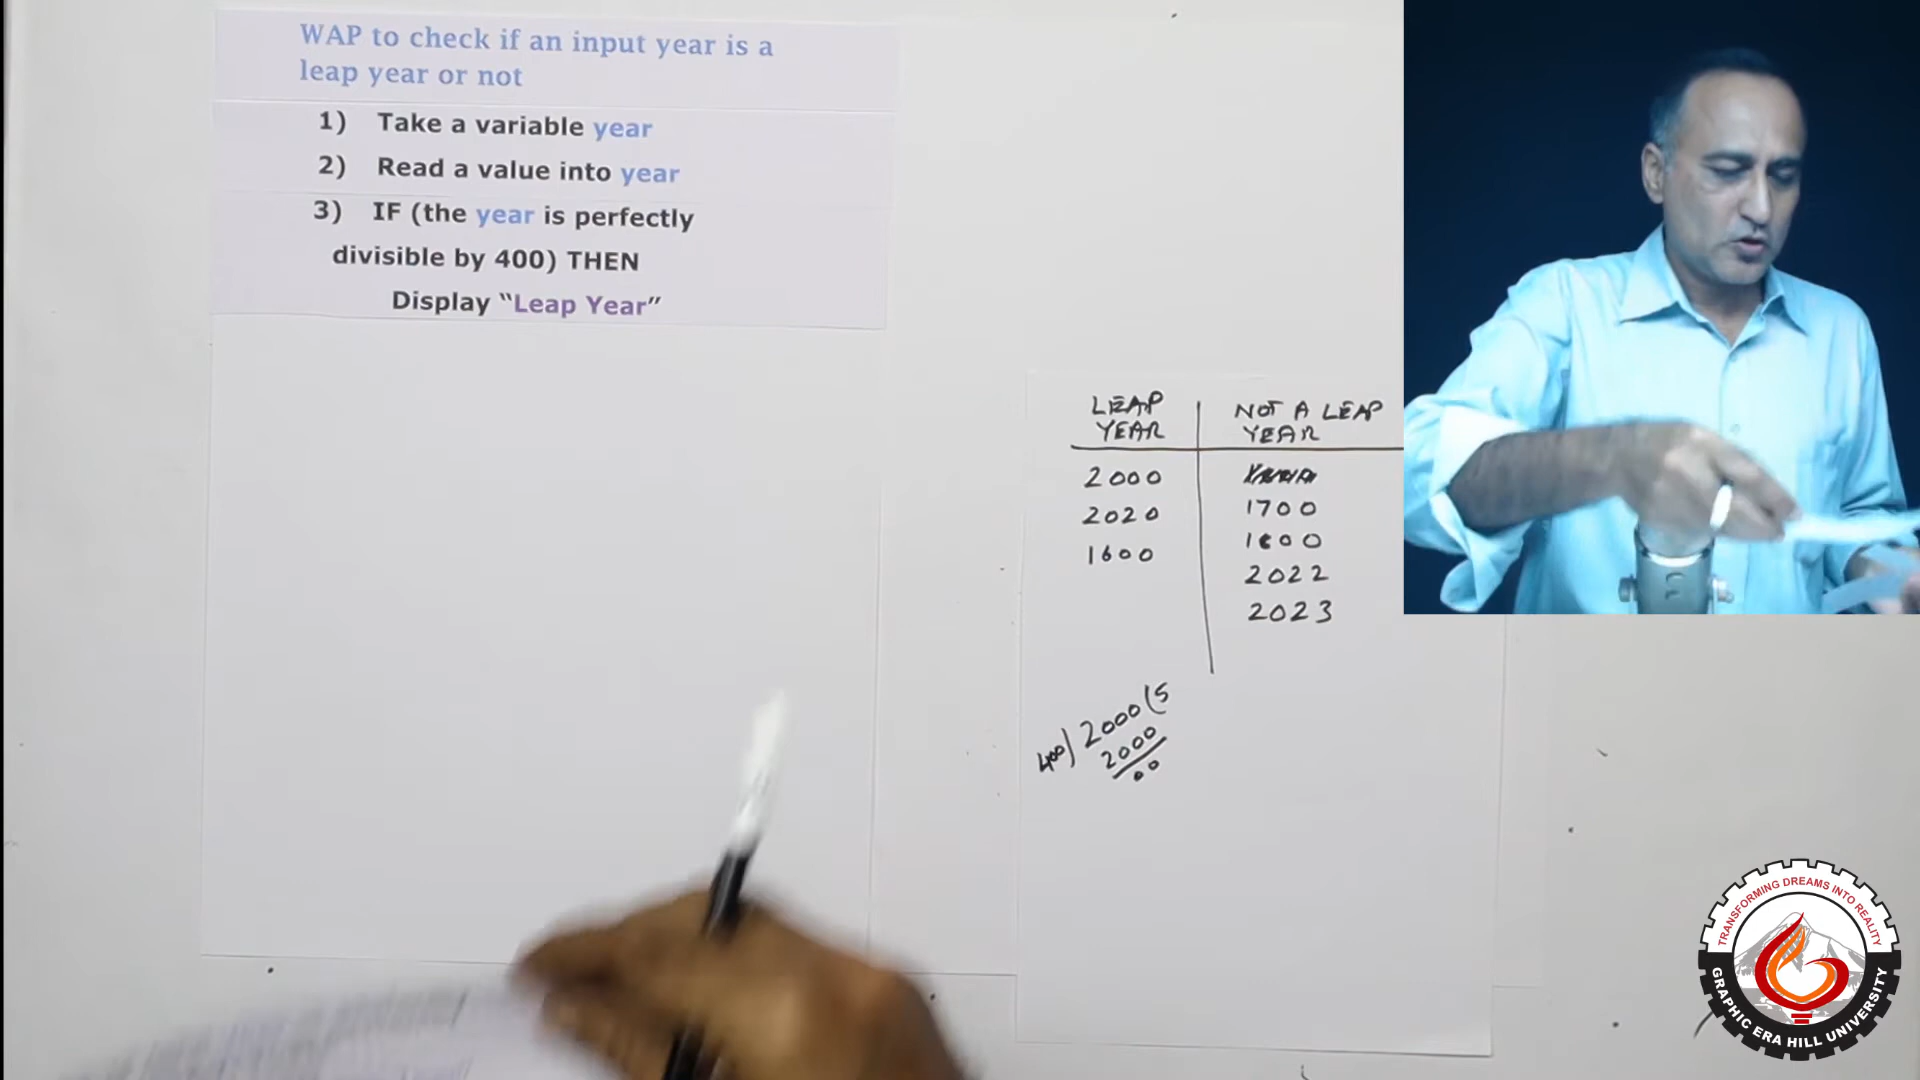 WAP to check if an input year is a
leap year or not
1) Take a variable year
2) Read a value into year
3) IF (the year is perfectly
divisible by 400) THEN
Display “Leap Year”
LEAP
YEAR
NOT A LEAP
YEAR
2000
2020
1600
1700
2022
2023
400) 2000 (5
2000
00
TRANSFORMING DREAMS INTO REALITY
GRAPHIC ERA HILL UNIVERSITY